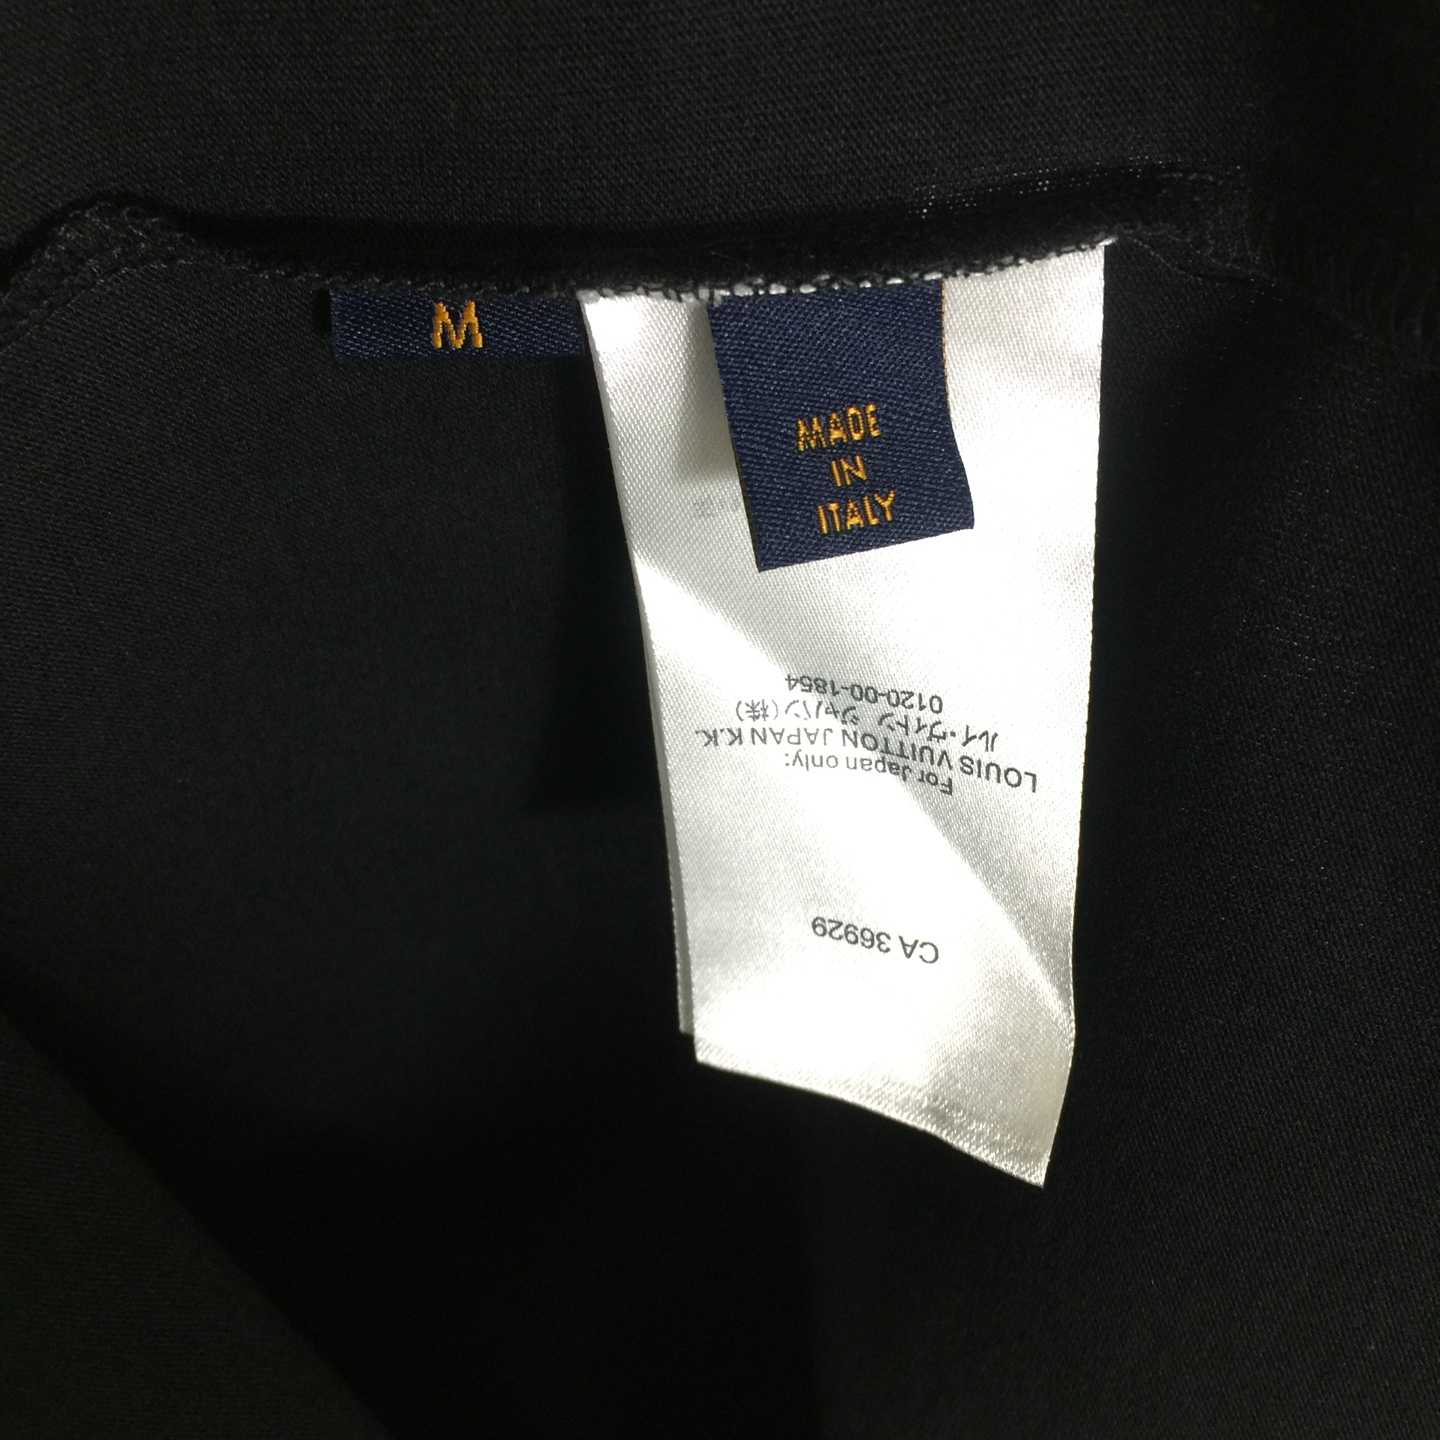 M
MADE
IN
ITALY
CA 36929
For Japan only:
LOUIS VUITTON JAPAN K.K.
ルイ・ヴィトン ジャパン(株)
0120-00-1854